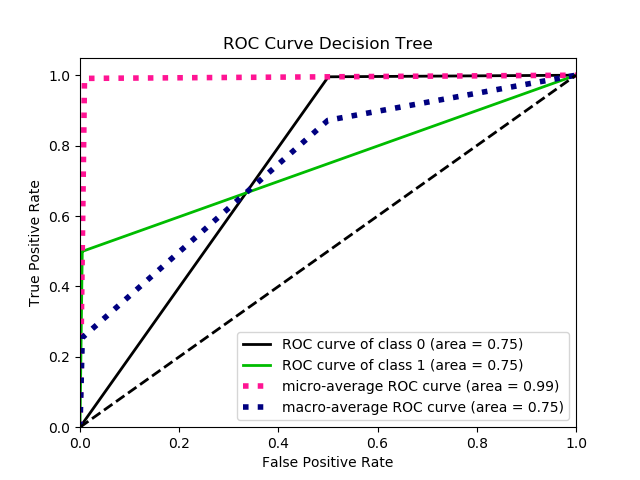 ROC Curve Decision Tree
1.0
0.8
0.6
0.4
0.2
0.0
True Positive Rate
ROC curve of class 0 (area = 0.75)
ROC curve of class 1 (area = 0.75)
micro-average ROC curve (area = 0.99)
macro-average ROC curve (area = 0.75)
0.0 0.2 0.4 0.6 0.8 1.0
False Positive Rate